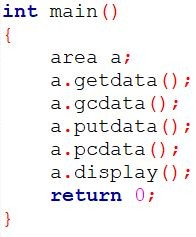 int main()
{
    area a;
    a.getdata();
    a.gcdata();
    a.putdata();
    a.pcdata();
    a.display();
    return 0;
}